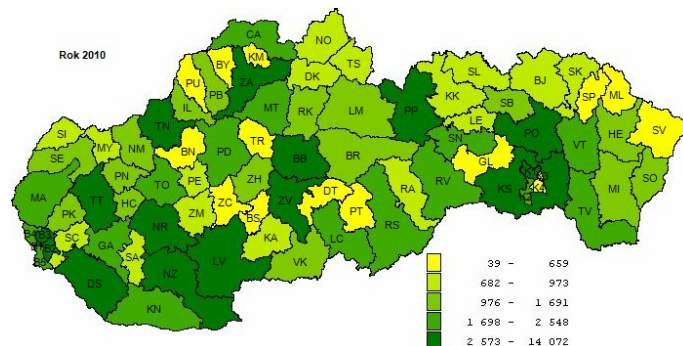 Rok 2010
CA
NO
BY
KM
TS
PU
ZA
DK
SL
BJ
SK
PB
KK
SP
ML
IL
MT
RK
LM
PP
SB
LE
TN
PO
HE
SV
SI
MY
NM
BN
PD
TR
SN
VT
SE
BB
BR
GL
PN
TO
PE
ZH
RA
RV
KS
MI
SO
MA
TT
HC
DT
PK
ZM
ZC
BS
ZV
PT
TV
NR
SC
GA
SA
KA
LC
RS
LV
VK
DS
NZ
KN
39 - 659
682 - 973
976 - 1 691
1 698 - 2 548
2 573 - 14 072